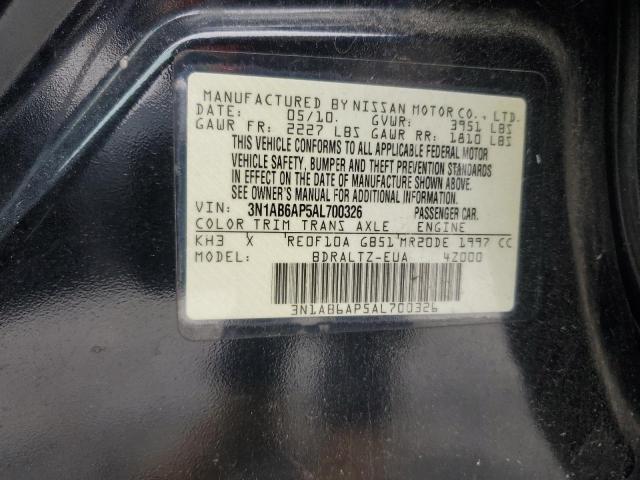 MANUFACTURED BY NISSAN MOTOR CO., LTD.
DATE: 05/10. GVWR: 3951 LBS
GAWR FR: 2227 LBS GAWR RR: 1810 LBS
THIS VEHICLE CONFORMS TO ALL APPLICABLE FEDERAL MOTOR
VEHICLE SAFETY, BUMPER AND THEFT PREVENTION STANDARDS
IN EFFECT ON THE DATE OF MANUFACTURE SHOWN ABOVE.
SEE OWNER'S MANUAL FOR ADDITIONAL INFORMATION.
VIN: 3N1AB6AP5AL700326 PASSENGER CAR.
COLOR TRIM TRANS AXLE ENGINE
KH3 X RE0F10A GB51 MR20DE 1997 CC
MODEL: BDRALTZ-EUA 4Z000
3N1AB6AP5AL700326